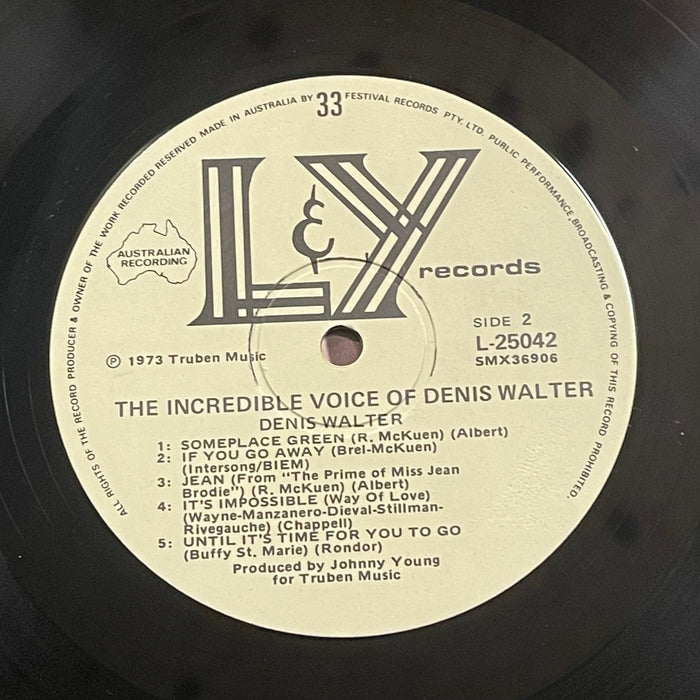 ALL RIGHTS OF THE RECORD PRODUCER & OWNER OF THE WORK RECORDED RESERVED MADE IN AUSTRALIA BY 33 FESTIVAL RECORDS PTY. LTD. PUBLIC PERFORMANCE, BROADCASTING & COPYING OF THIS RECORD PROHIBITED.
L&Y
records
AUSTRALIAN
RECORDING
SIDE 2
L-25042
SMX36906
℗ 1973 Truben Music
THE INCREDIBLE VOICE OF DENIS WALTER
DENIS WALTER
1: SOMEPLACE GREEN (R. McKuen) (Albert)
2: IF YOU GO AWAY (Brel-McKuen)
(Intersong/BIEM)
3: JEAN (From "The Prime of Miss Jean
Brodie") (R. McKuen) (Albert)
4: IT'S IMPOSSIBLE (Way Of Love)
(Wayne-Manzanero-Dieval-Stillman-
Rivegauche) (Chappell)
5: UNTIL IT'S TIME FOR YOU TO GO
(Buffy St. Marie) (Rondor)
Produced by Johnny Young
for Truben Music